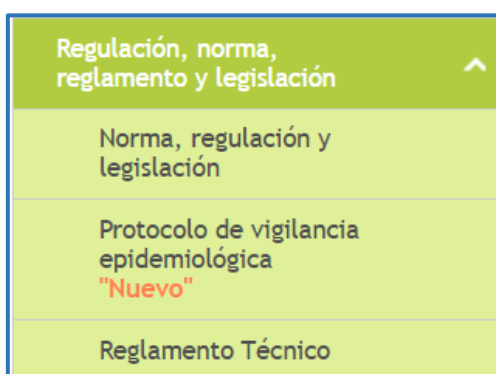 Regulación, norma,
reglamento y legislación
Norma, regulación y
legislación
Protocolo de vigilancia
epidemiológica
"Nuevo"
Reglamento Técnico